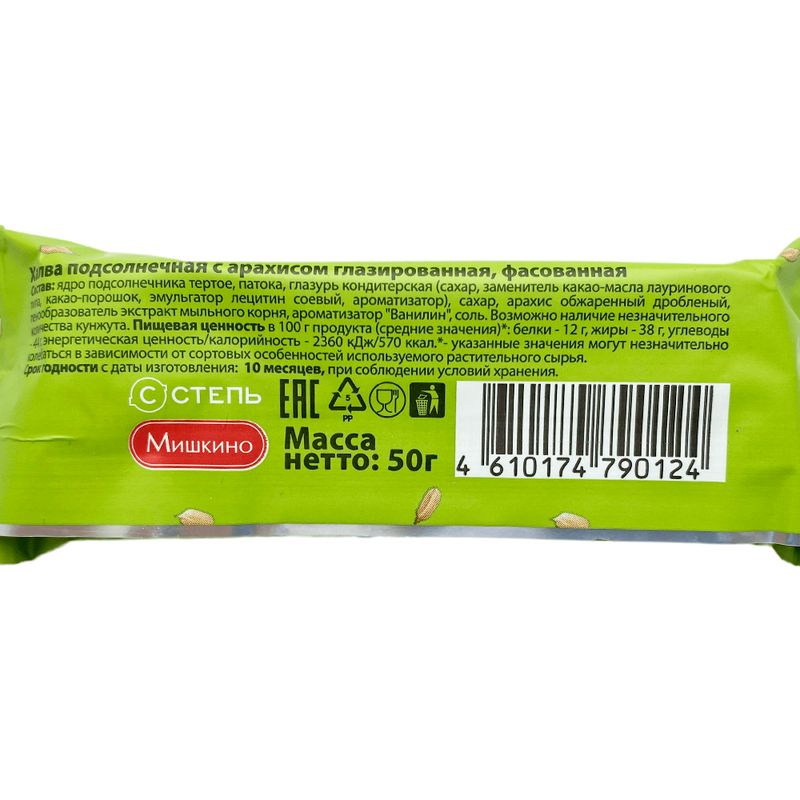 Халва подсолнечная с арахисом глазированная, фасованная
Состав: ядро подсолнечника тертое, патока, глазурь кондитерская (сахар, заменитель какао-масла лауринового
типа, какао-порошок, эмульгатор лецитин соевый, ароматизатор), сахар, арахис обжаренный дробленый,
пенообразователь экстракт мыльного корня, ароматизатор "Ванилин", соль. Возможно наличие незначительного
количества кунжута. Пищевая ценность в 100 г продукта (средние значения)*: белки - 12 г, жиры - 38 г, углеводы
энергетическая ценность/калорийность - 2360 кДж/570 ккал.*- указанные значения могут незначительно
колебаться в зависимости от сортовых особенностей используемого растительного сырья.
Срок годности с даты изготовления: 10 месяцев, при соблюдении условий хранения.
С СТЕПЬ
EAC
5
PP
Мишкино
Масса
нетто: 50г
4 610174 790124